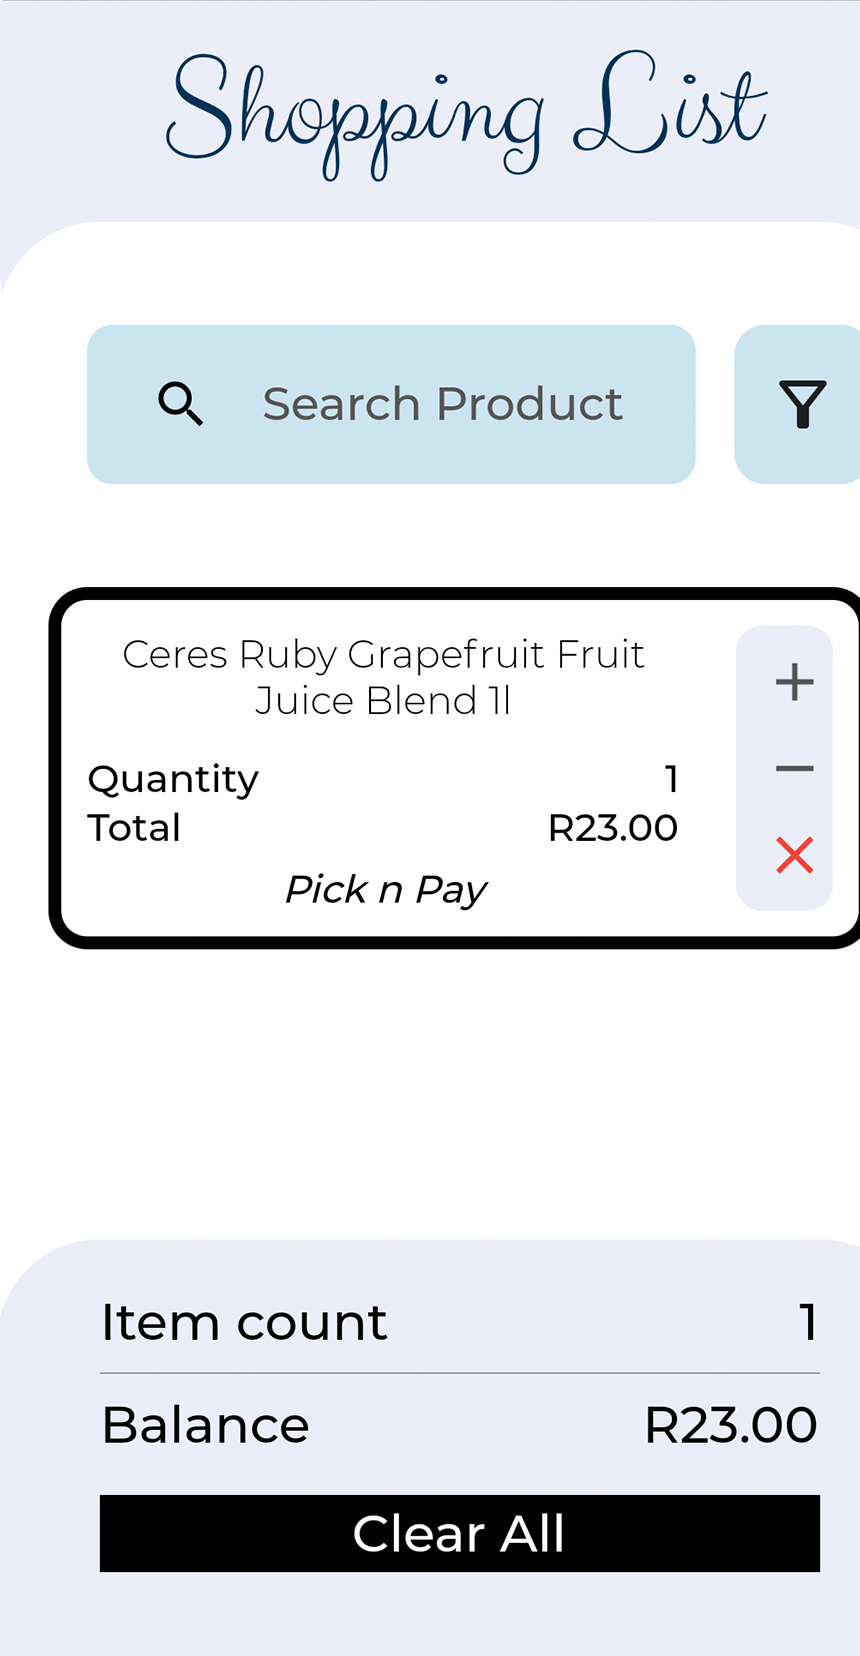 Shopping List
Search Product
Ceres Ruby Grapefruit Fruit
Juice Blend 1l
Quantity 1
Total R23.00
Pick n Pay
Item count 1
Balance R23.00
Clear All